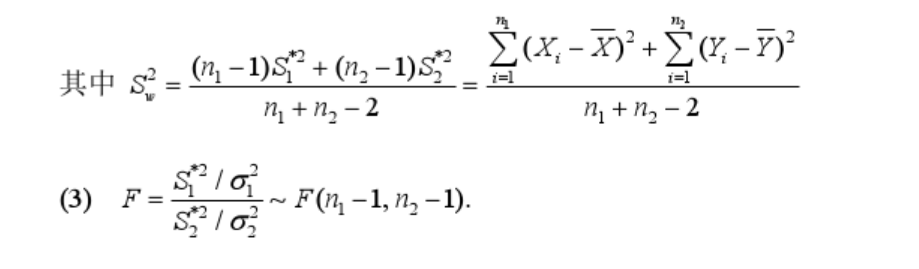 其中 $S_w^2 = \frac{(n_1-1)S_1^{*2}+(n_2-1)S_2^{*2}}{n_1+n_2-2} = \frac{\sum_{i=1}^{n_1}(X_i-\overline{X})^2+\sum_{i=1}^{n_2}(Y_i-\overline{Y})^2}{n_1+n_2-2}$
(3) $F = \frac{S_1^{*2}/\sigma_1^2}{S_2^{*2}/\sigma_2^2} \sim F(n_1-1, n_2-1).$